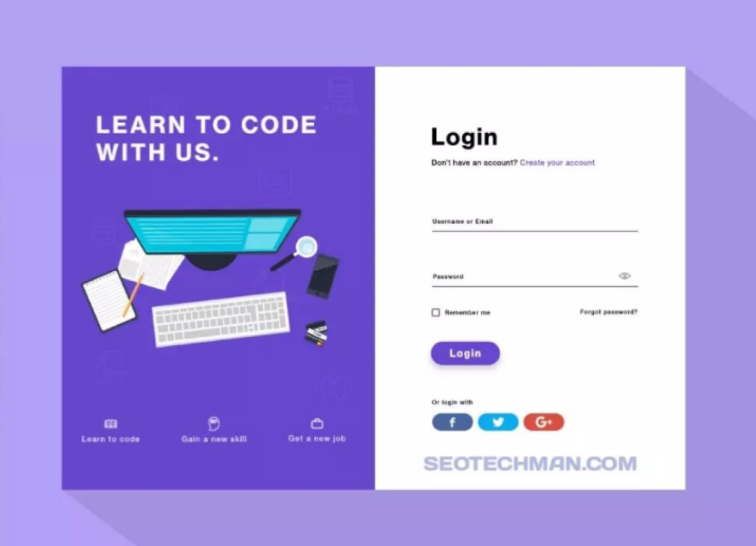 LEARN TO CODE
WITH US.
Learn to code
Gain a new skill
Get a new job
Login
Don't have an account? Create your account
Username or Email
Password
Remember me
Forgot password?
Login
Or login with
f
G+
SEOTECHMAN.COM